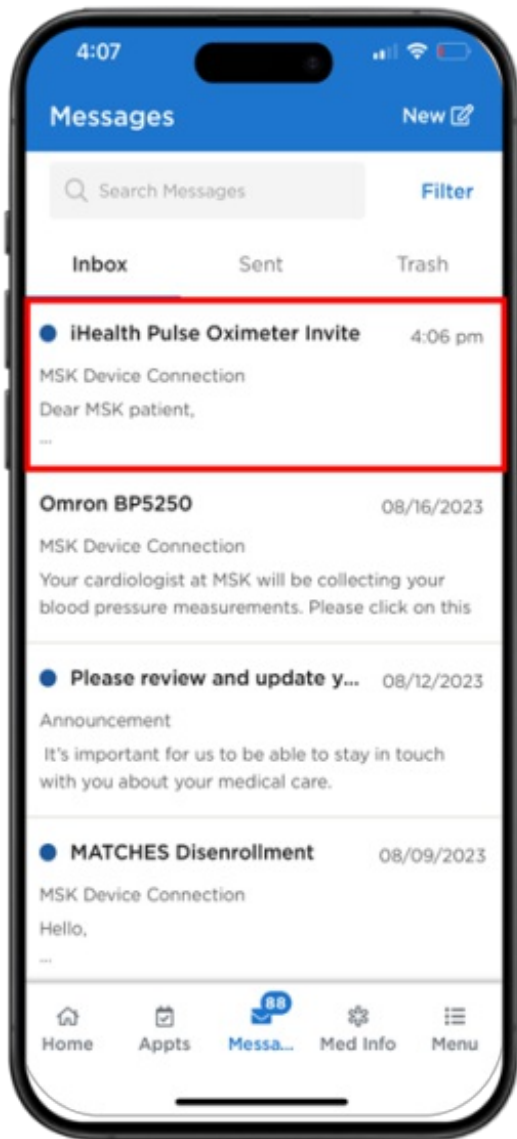 4:07
Messages
New
Search Messages
Filter
Inbox Sent Trash
iHealth Pulse Oximeter Invite 4:06 pm
MSK Device Connection
Dear MSK patient,
...
Omron BP5250 08/16/2023
MSK Device Connection
Your cardiologist at MSK will be collecting your
blood pressure measurements. Please click on this
Please review and update y... 08/12/2023
Announcement
It's important for us to be able to stay in touch
with you about your medical care.
MATCHES Disenrollment 08/09/2023
MSK Device Connection
Hello,
...
88
Home Appts Messa... Med Info Menu